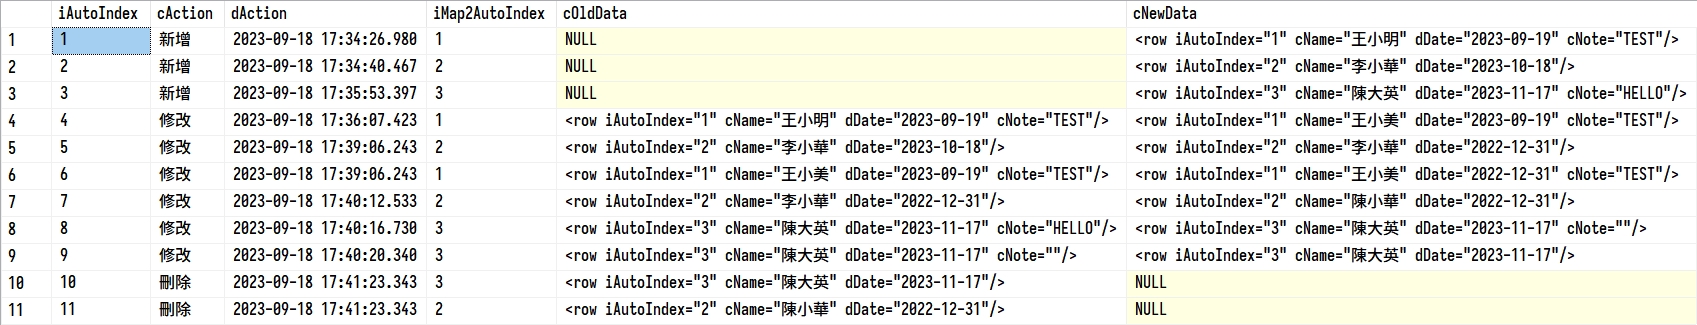 iAutoIndex cAction dAction iMap2AutoIndex cOldData cNewData
1 1 新增 2023-09-18 17:34:26.980 1 NULL <row iAutoIndex="1" cName="王小明" dDate="2023-09-19" cNote="TEST"/>
2 2 新增 2023-09-18 17:34:40.467 2 NULL <row iAutoIndex="2" cName="李小華" dDate="2023-10-18"/>
3 3 新增 2023-09-18 17:35:53.397 3 NULL <row iAutoIndex="3" cName="陳大英" dDate="2023-11-17" cNote="HELLO"/>
4 4 修改 2023-09-18 17:36:07.423 1 <row iAutoIndex="1" cName="王小明" dDate="2023-09-19" cNote="TEST"/> <row iAutoIndex="1" cName="王小美" dDate="2023-09-19" cNote="TEST"/>
5 5 修改 2023-09-18 17:39:06.243 2 <row iAutoIndex="2" cName="李小華" dDate="2023-10-18"/> <row iAutoIndex="2" cName="李小華" dDate="2022-12-31"/>
6 6 修改 2023-09-18 17:39:06.243 1 <row iAutoIndex="1" cName="王小美" dDate="2023-09-19" cNote="TEST"/> <row iAutoIndex="1" cName="王小美" dDate="2022-12-31" cNote="TEST"/>
7 7 修改 2023-09-18 17:40:12.533 2 <row iAutoIndex="2" cName="李小華" dDate="2022-12-31"/> <row iAutoIndex="2" cName="陳小華" dDate="2022-12-31"/>
8 8 修改 2023-09-18 17:40:16.730 3 <row iAutoIndex="3" cName="陳大英" dDate="2023-11-17" cNote="HELLO"/> <row iAutoIndex="3" cName="陳大英" dDate="2023-11-17" cNote=""/>
9 9 修改 2023-09-18 17:40:20.340 3 <row iAutoIndex="3" cName="陳大英" dDate="2023-11-17" cNote=""/> <row iAutoIndex="3" cName="陳大英" dDate="2023-11-17"/>
10 10 刪除 2023-09-18 17:41:23.343 3 <row iAutoIndex="3" cName="陳大英" dDate="2023-11-17"/> NULL
11 11 刪除 2023-09-18 17:41:23.343 2 <row iAutoIndex="2" cName="陳小華" dDate="2022-12-31"/> NULL